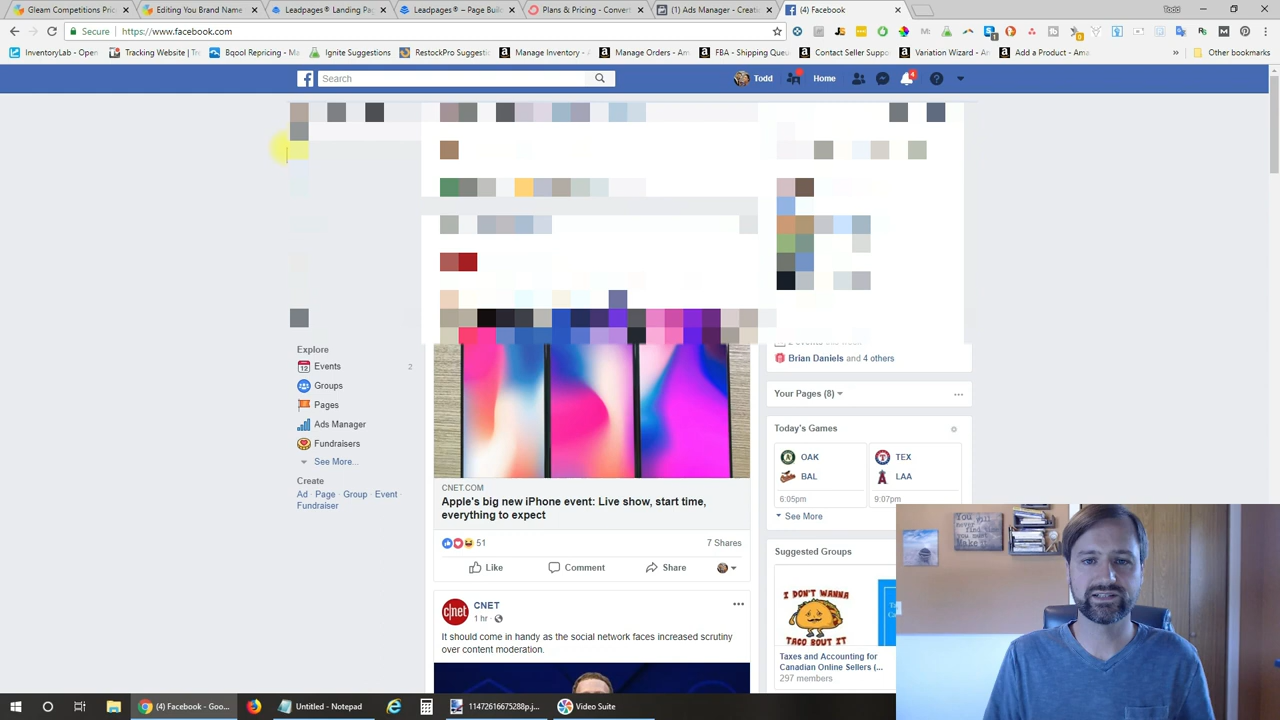 Gleam Competitions Pric
Editing You Brand Name
Leadpages® Landing Pa
Leadpages® – Page Buil
Plans & Pricing - Convert
(1) Ads Manager - Creati
(4) Facebook
Todd
Secure
https://www.facebook.com
InventoryLab - Open
Tracking Website | Tr
Bqool Repricing - Ma
Ignite Suggestions
RestockPro Suggestio
Manage Inventory - A
Manage Orders - Am
FBA - Shipping Queu
Contact Seller Suppo
Variation Wizard - Am
Add a Product - Ama
Other bookmarks
Search
Todd
Home
4
Explore
Events
2
Groups
Pages
Ads Manager
Fundraisers
See More...
Create
Ad · Page · Group · Event ·
Fundraiser
CNET.COM
Apple's big new iPhone event: Live show, start time,
everything to expect
51
7 Shares
Like
Comment
Share
CNET
1 hr ·
It should come in handy as the social network faces increased scrutiny
over content moderation.
Brian Daniels and 4 others
Your Pages (8)
Today's Games
OAK
BAL
6:05pm
TEX
LAA
9:07pm
See More
Suggested Groups
I DON'T WANNA
TACO BOUT IT
Taxes and Accounting for
Canadian Online Sellers (...
297 members
(4) Facebook - Goo...
Untitled - Notepad
11472616675288p.j...
Video Suite